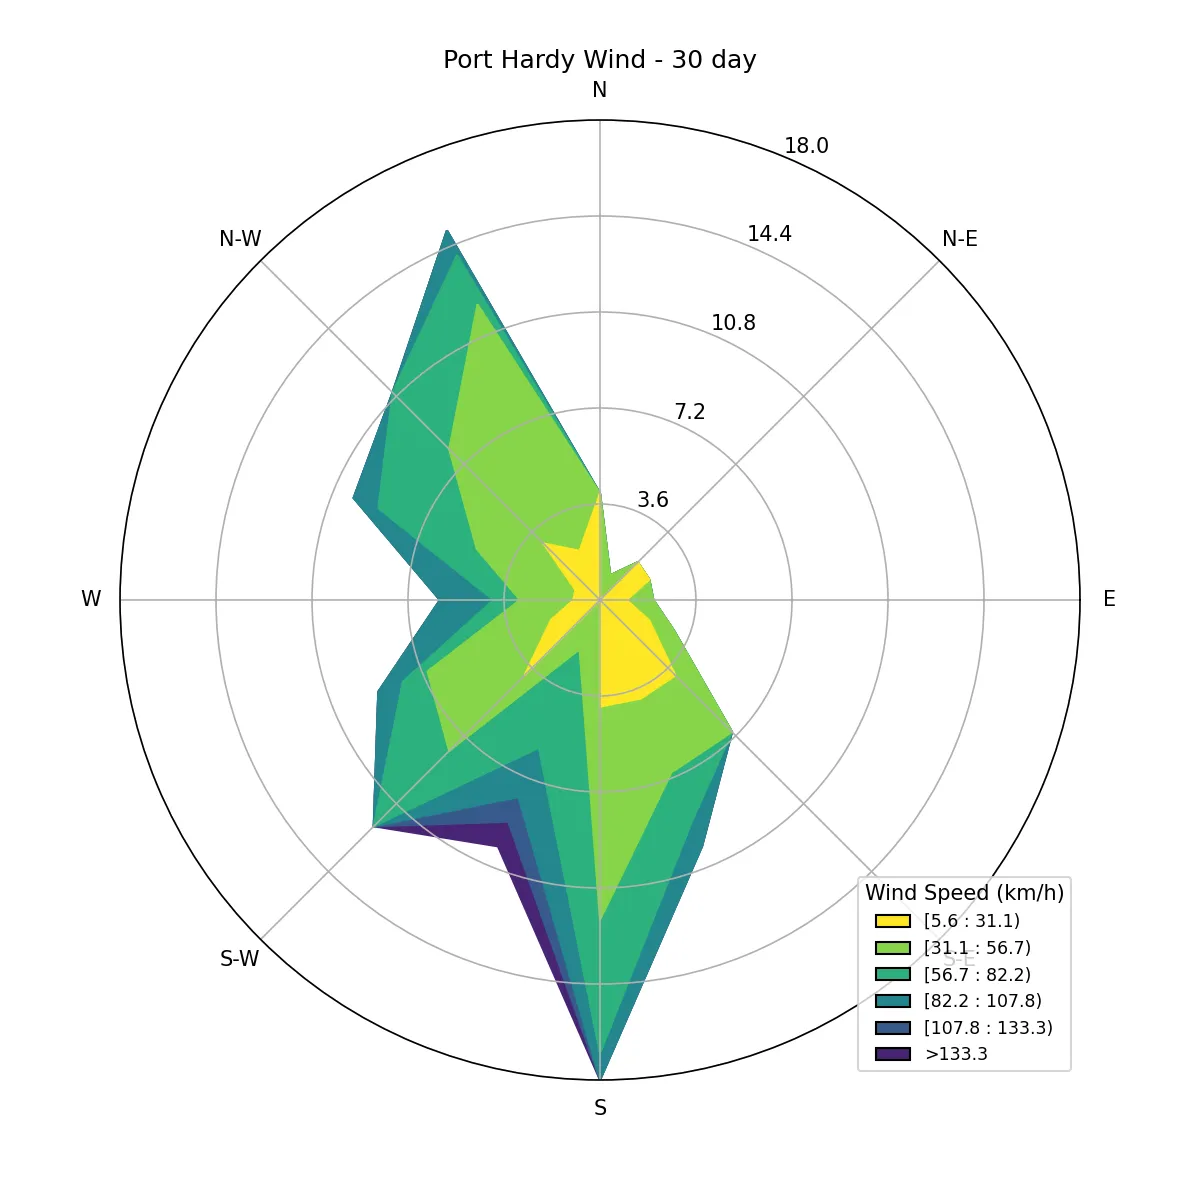 Port Hardy Wind - 30 day
N
18.0
N-W
N-E
14.4
10.8
7.2
3.6
W
E
S-W
S-E
S
Wind Speed (km/h)
[5.6 : 31.1)
[31.1 : 56.7)
[56.7 : 82.2)
[82.2 : 107.8)
[107.8 : 133.3)
>133.3